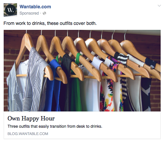 Wantable.com
Sponsored
From work to drinks, these outfits cover both.
Own Happy Hour
Three outfits that easily transition from desk to drinks.
BLOG.WANTABLE.COM